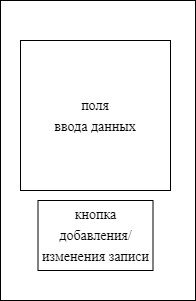 поля
ввода данных
кнопка
добавления/
изменения записи